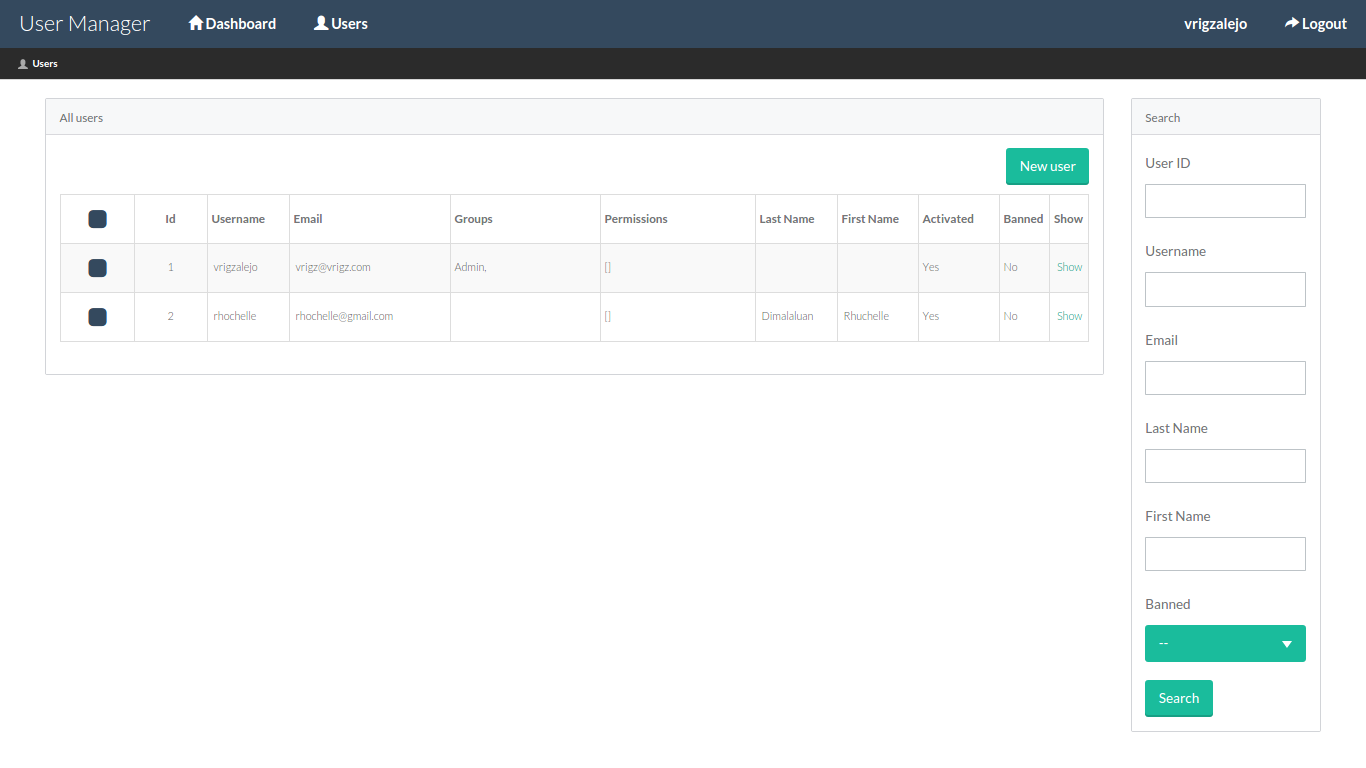 User Manager Dashboard Users vrigzalejo Logout
Users
All users
New user
Id Username Email Groups Permissions Last Name First Name Activated Banned Show
1 vrigzalejo vrigz@vrigz.com Admin, [] Yes No Show
2 rhochelle rhochelle@gmail.com [] Dimalaluan Rhuchelle Yes No Show
Search
User ID
Username
Email
Last Name
First Name
Banned
--
Search